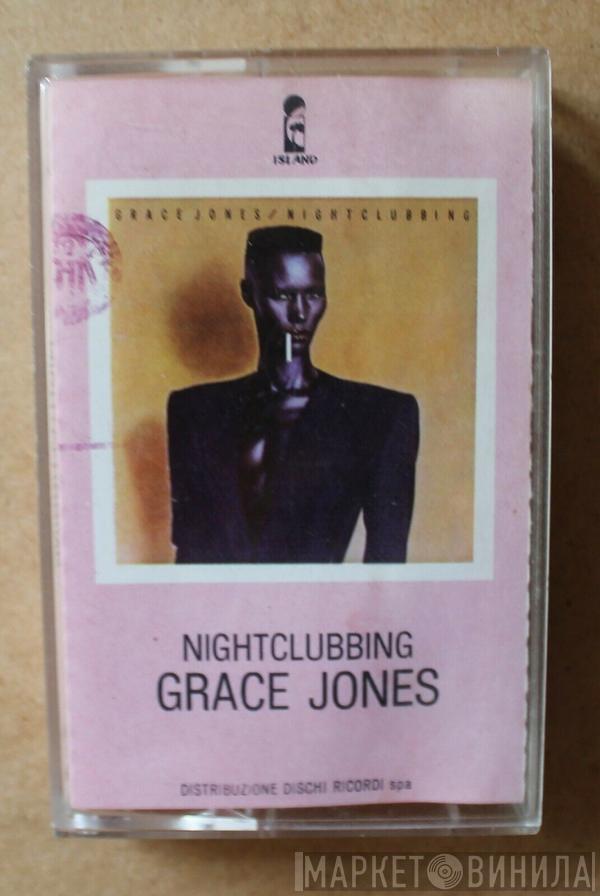 ISLAND
GRACE JONES//NIGHTCLUBBING
NIGHTCLUBBING
GRACE JONES
DISTRIBUZIONE DISCHI RICORDI spa
МАРКЕТ ВИНИЛА